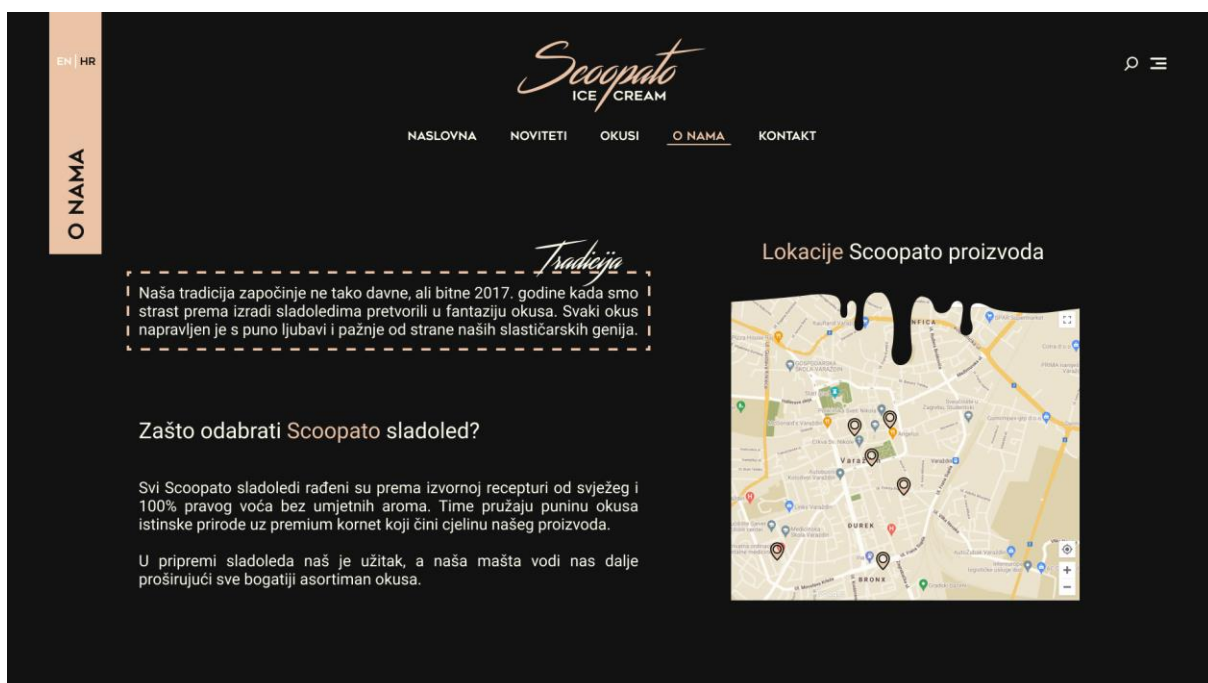 EN | HR
O NAMA
Scoopato
ICE CREAM
NASLOVNA NOVITETI OKUSI O NAMA KONTAKT
Tradicija
Naša tradicija započinje ne tako davne, ali bitne 2017. godine kada smo
strast prema izradi sladoledima pretvorili u fantaziju okusa. Svaki okus
napravljen je s puno ljubavi i pažnje od strane naših slastičarskih genija.
Zašto odabrati Scoopato sladoled?
Svi Scoopato sladoledi rađeni su prema izvornoj recepturi od svježeg i
100% pravog voća bez umjetnih aroma. Time pružaju puninu okusa
istinske prirode uz premium kornet koji čini cjelinu našeg proizvoda.
U pripremi sladoleda naš je užitak, a naša mašta vodi nas dalje
proširujući sve bogatiji asortiman okusa.
Lokacije Scoopato proizvoda
GOSPODARSKA
ŠKOLA VARAŽDIN
ĐUREK
BRONX
+
−